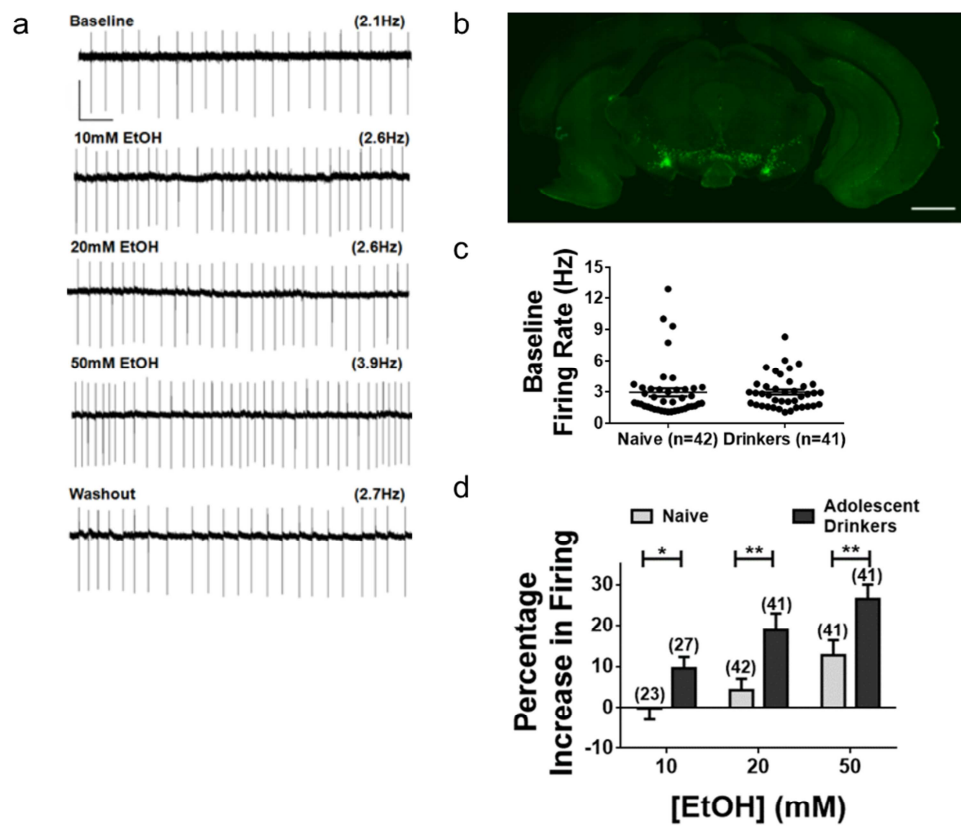 a
Baseline (2.1Hz)
10mM EtOH (2.6Hz)
20mM EtOH (2.6Hz)
50mM EtOH (3.9Hz)
Washout (2.7Hz)
b
c
Baseline
Firing Rate (Hz)
15
12
9
6
3
0
Naive (n=42) Drinkers (n=41)
d
Naive
Adolescent
Drinkers
* ** **
Percentage
Increase in Firing
30
20
10
0
-10
(23) (27) (42) (41) (41) (41)
10 20 50
[EtOH] (mM)